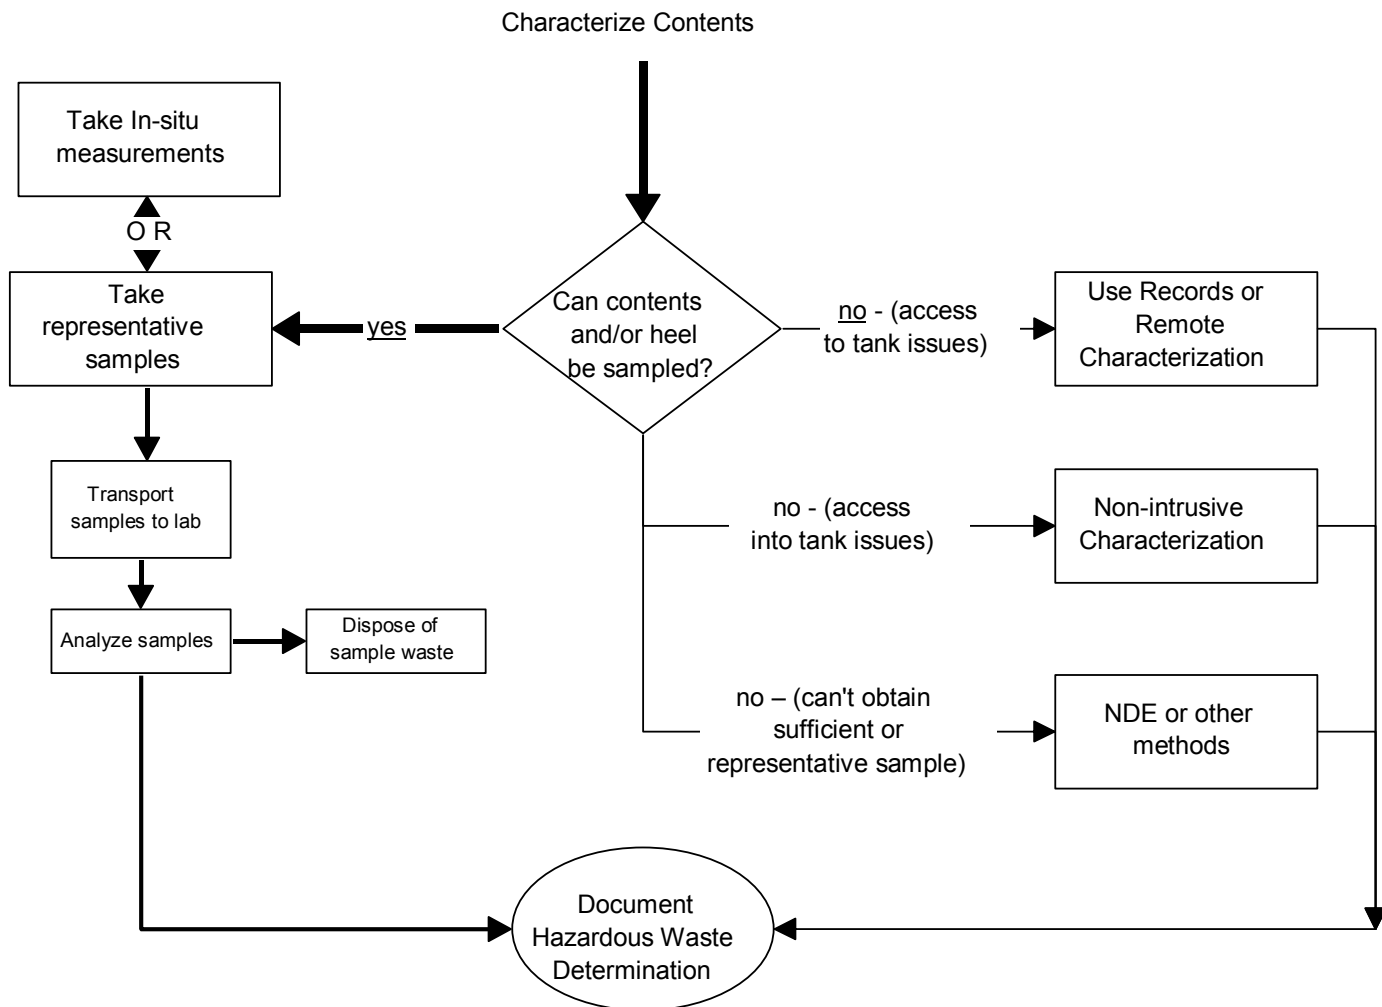 Characterize Contents
Take In-situ
measurements
O R
Take
representative
samples
yes
Can contents
and/or heel
be sampled?
no - (access
to tank issues)
Use Records or
Remote
Characterization
Transport
samples to lab
no - (access
into tank issues)
Non-intrusive
Characterization
Analyze samples
Dispose of
sample waste
no – (can't obtain
sufficient or
representative sample)
NDE or other
methods
Document
Hazardous Waste
Determination